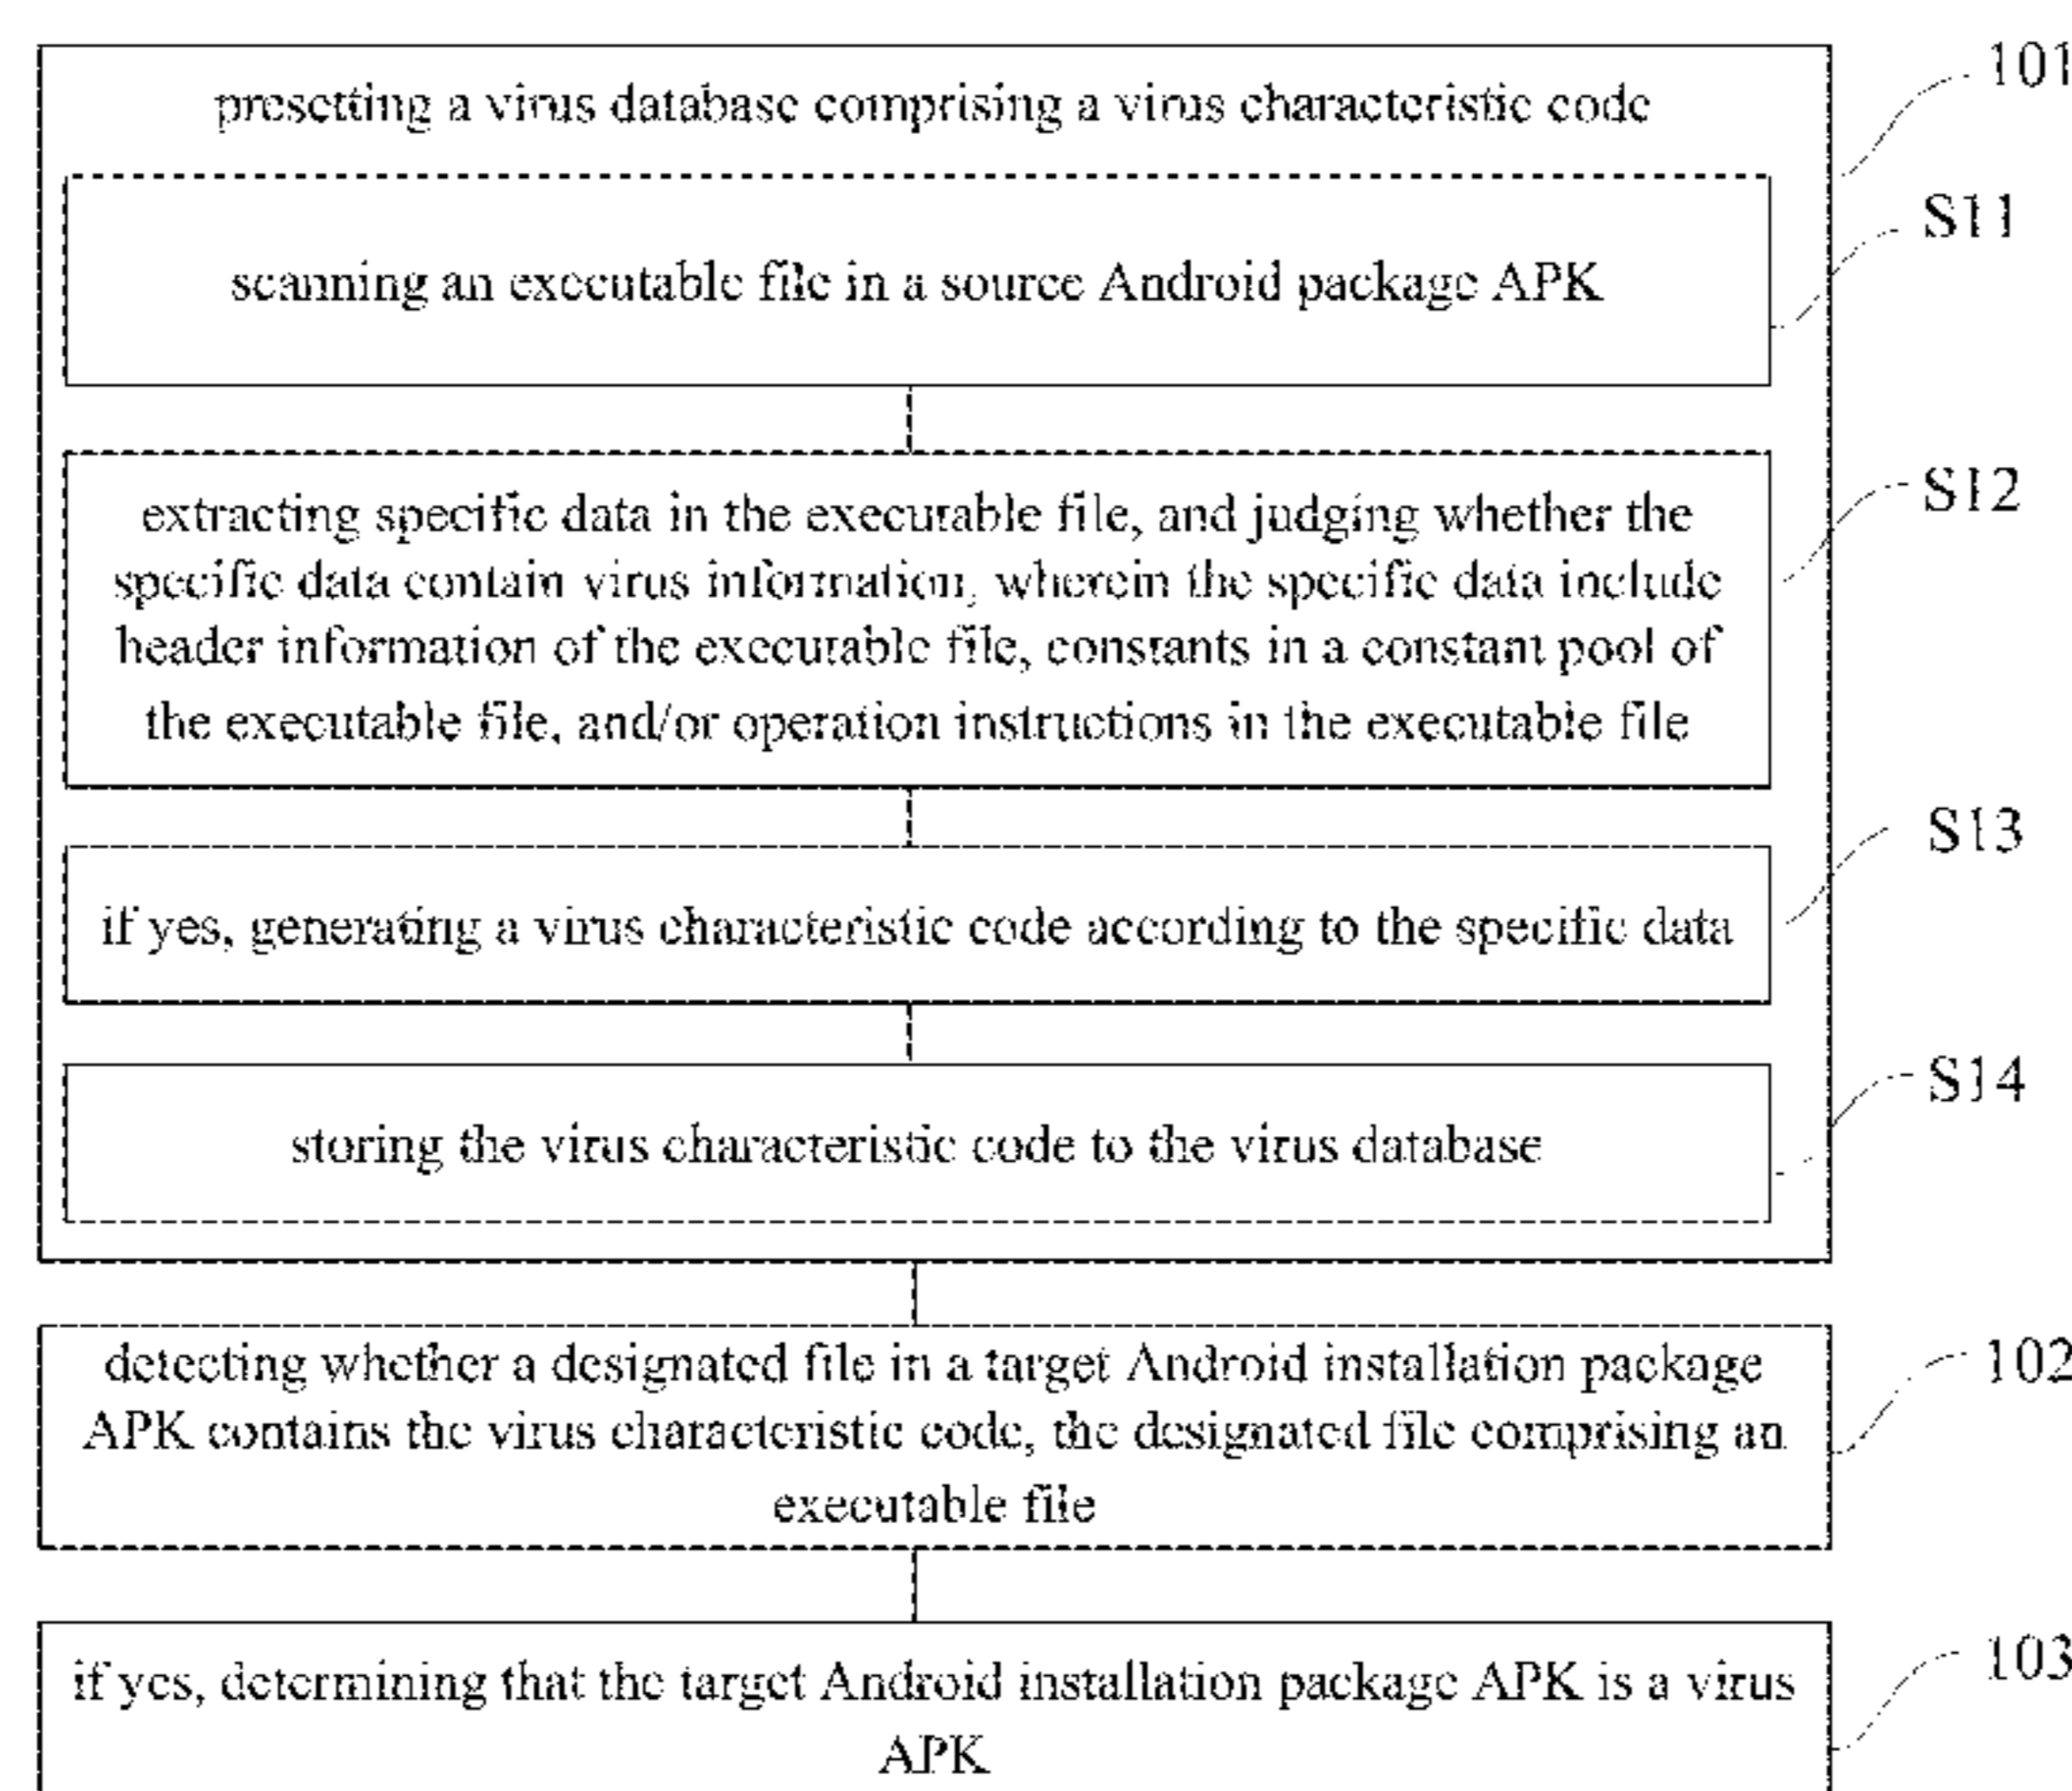 presetting a virus database comprising a virus characteristic code
101
scanning an executable file in a source Android package APK
S11
extracting specific data in the executable file, and judging whether the
specific data contain virus information, wherein the specific data include
header information of the executable file, constants in a constant pool of
the executable file, and/or operation instructions in the executable file
S12
if yes, generating a virus characteristic code according to the specific data
S13
storing the virus characteristic code to the virus database
S14
detecting whether a designated file in a target Android installation package
APK contains the virus characteristic code, the designated file comprising an
executable file
102
if yes, determining that the target Android installation package APK is a virus
APK
103